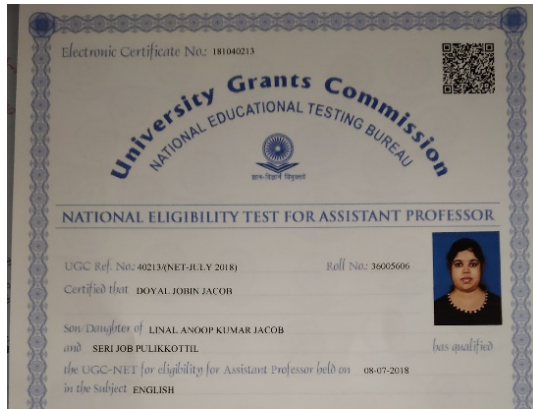 Electronic Certificate No.: 181040213
University Grants Commission
NATIONAL EDUCATIONAL TESTING BUREAU
ज्ञान-विज्ञानं विमुक्तये
NATIONAL ELIGIBILITY TEST FOR ASSISTANT PROFESSOR
UGC Ref. No.: 40213/(NET-JULY 2018) Roll No.: 36005606
Certified that DOYAL JOBIN JACOB
Son/Daughter of LINAL ANOOP KUMAR JACOB
and SERI JOB PULIKKOTTIL has qualified
the UGC-NET for eligibility for Assistant Professor held on 08-07-2018
in the Subject ENGLISH